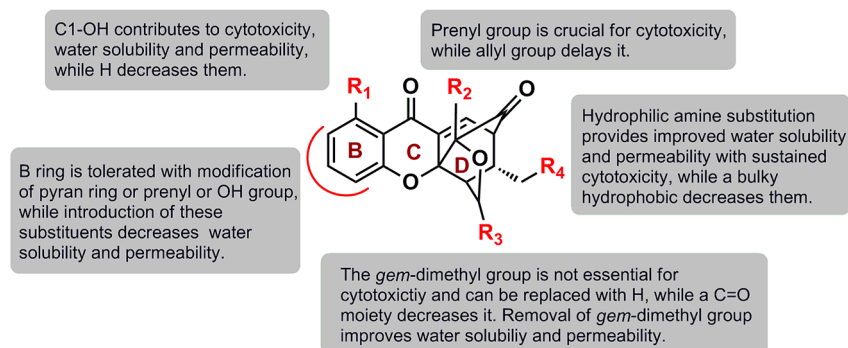 C1-OH contributes to cytotoxicity,
water solubility and permeability,
while H decreases them.
Prenyl group is crucial for cytotoxicity,
while allyl group delays it.
R1
O
R2
O
Hydrophilic amine substitution
provides improved water solubility
and permeability with sustained
cytotoxicity, while a bulky
hydrophobic decreases them.
B
C
D
O
R4
O
R3
B ring is tolerated with modification
of pyran ring or prenyl or OH group,
while introduction of these
substituents decreases water
solubility and permeability.
The gem-dimethyl group is not essential for
cytotoxictiy and can be replaced with H, while a C=O
moiety decreases it. Removal of gem-dimethyl group
improves water solubiliy and permeability.